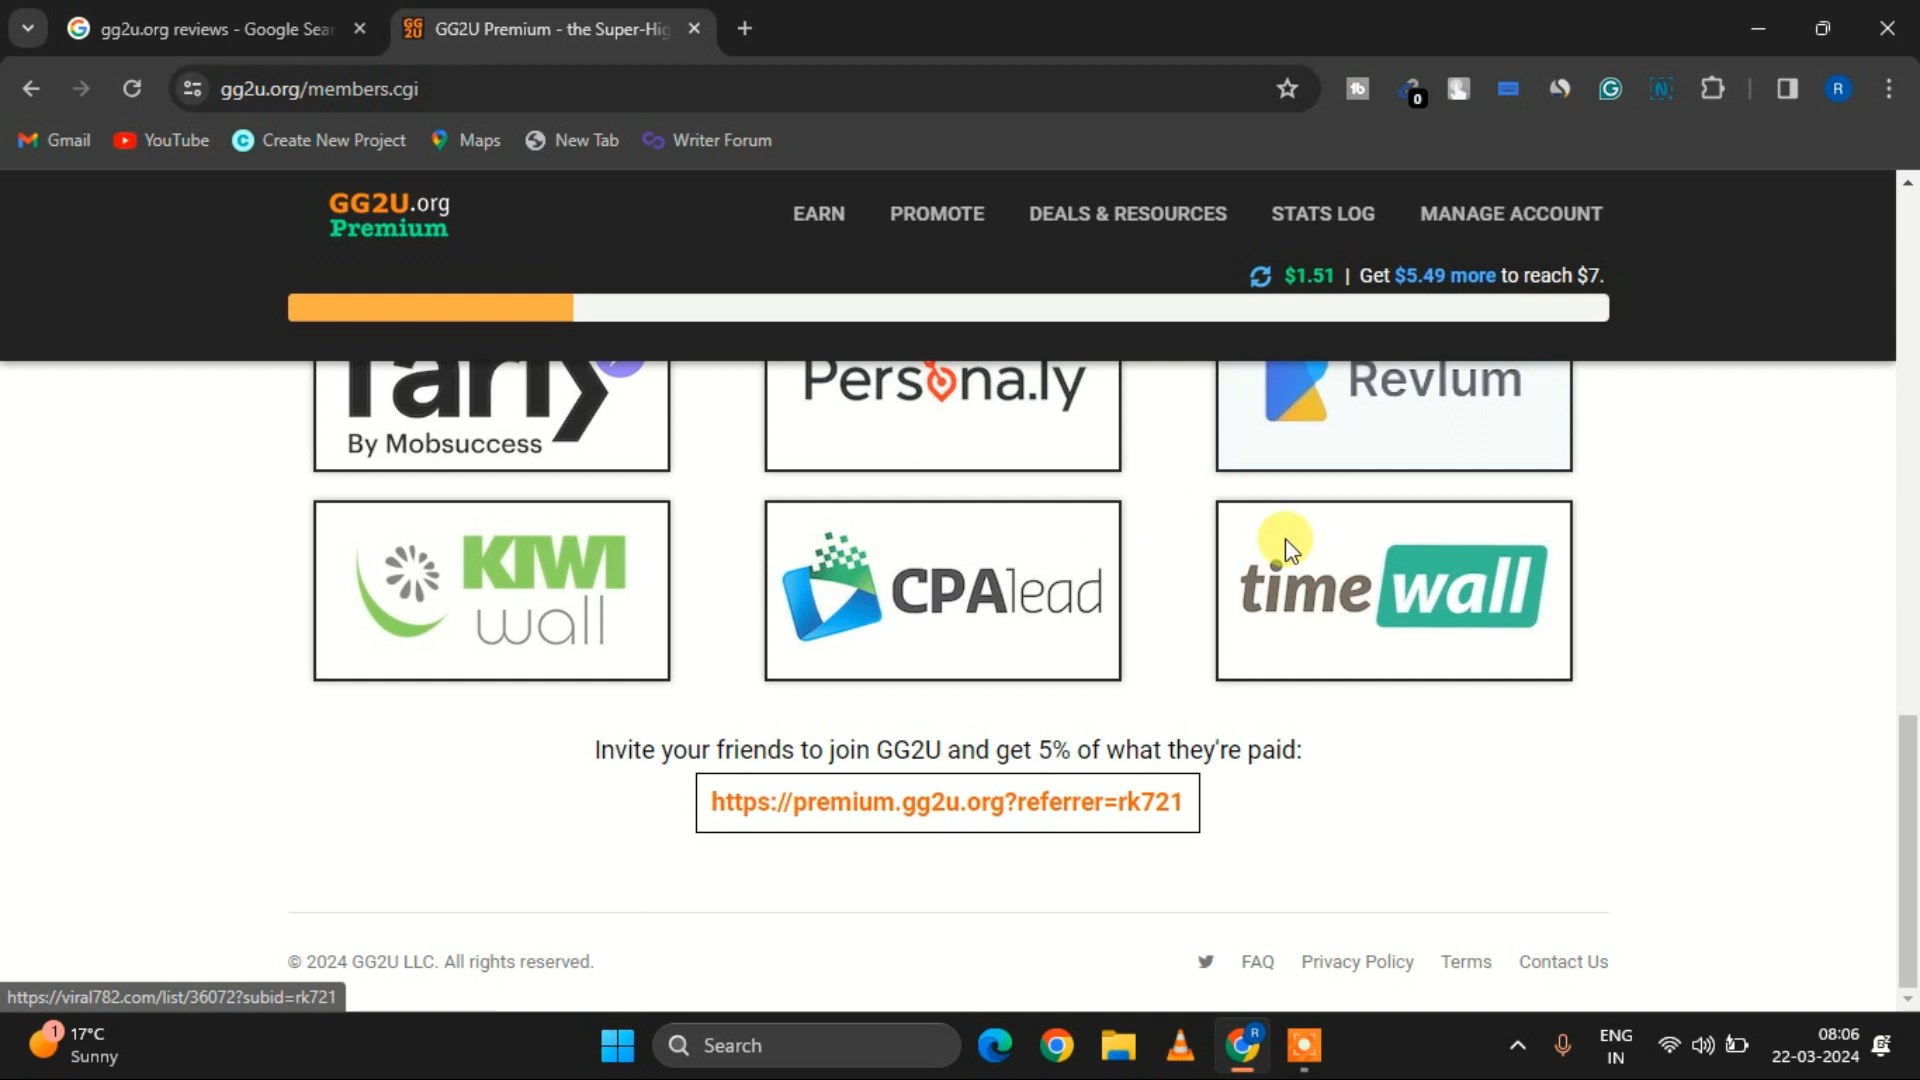 gg2u.org reviews - Google Sear
GG2U Premium - the Super-Hig
gg2u.org/members.cgi
0
R
Gmail
YouTube
Create New Project
Maps
New Tab
Writer Forum
GG2U.org
Premium
EARN
PROMOTE
DEALS & RESOURCES
STATS LOG
MANAGE ACCOUNT
$1.51 | Get $5.49 more to reach $7.
By Mobsuccess
Persona.ly
Revlum
KIWI
wall
CPAlead
time wall
Invite your friends to join GG2U and get 5% of what they're paid:
https://premium.gg2u.org?referrer=rk721
© 2024 GG2U LLC. All rights reserved.
FAQ
Privacy Policy
Terms
Contact Us
https://viral782.com/list/36072?subid=rk721
1
17°C
Sunny
Search
R
ENG
IN
08:06
22-03-2024